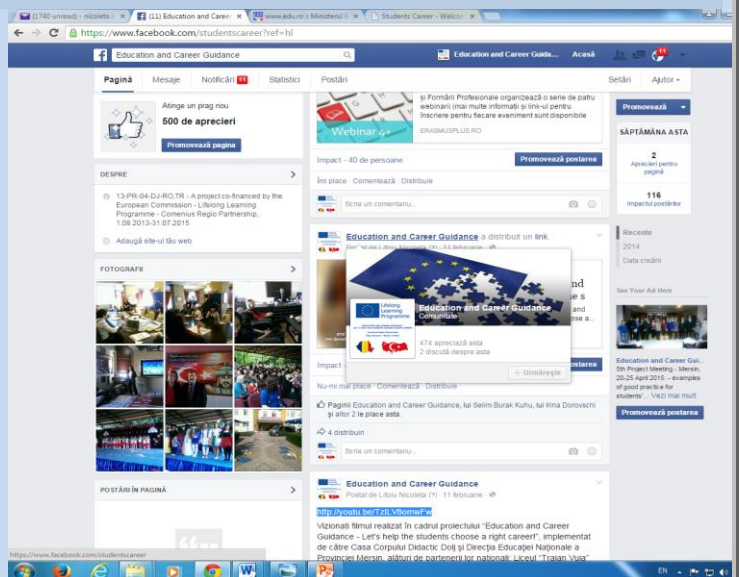 (1740 unread) - nicoleta
(11) Education and Career
www.edu.ro
Students Career - Welco
https://www.facebook.com/studentscareer?ref=hl
Education and Career Guidance
Education and Career Guida... Acasă
Pagină Mesaje Notificări 11 Statistici Postări Setări Ajutor
Atinge un prag nou
500 de aprecieri
Promovează pagina
DESPRE
13-PR-04-DJ-RO,TR - A project co-financed by the
European Commission - Lifelong Learning
Programme - Comenius Regio Partnership,
1.08.2013-31.07.2015
Adaugă site-ul tău web
FOTOGRAFII
POSTĂRI ÎN PAGINĂ
Webinar 4+
și Formării Profesionale organizează o serie de patru
webinarii (mai multe informații și link-ul pentru
înscriere pentru fiecare eveniment sunt disponibile
ERASMUSPLUS.RO
Impact - 40 de persoane
Promovează postarea
Îmi place · Comentează · Distribuie
Scrie un comentariu...
Education and Career Guidance a distribuit un link.
Lifelong
Learning
Programme
Education and Career Guidance
Comunitate
474 apreciază asta
2 discută despre asta
+ Urmărește
Impact
Nu-mi mai place · Comentează · Distribuie
Paginii Education and Career Guidance, lui Selim Burak Kuhu, lui Irina Dorovschi
și altor 2 le place asta.
4 distribuiri
Scrie un comentariu...
Education and Career Guidance
Postat de Litoiu Nicoleta [?] · 11 februarie
http://youtu.be/TzILV8omwFw
Vizionati filmul realizat în cadrul proiectului "Education and Career
Guidance - Let's help the students choose a right career!", implementat
de către Casa Corpului Didactic Dolj și Direcția Educației Naționale a
Provinciei Mersin, alături de partenerii lor naționali: Liceul "Traian Vuia"
Promovează
SĂPTĂMÂNA ASTA
2
Aprecieri pentru
pagină
116
Impactul postărilor
Recente
2014
Data creării
See Your Ad Here
Education and Career Gui...
5th Project Meeting - Mersin,
20-25 April 2015: - examples
of good practice for
students'... Vezi mai mult
Promovează postarea
https://www.facebook.com/studentscareer
EN